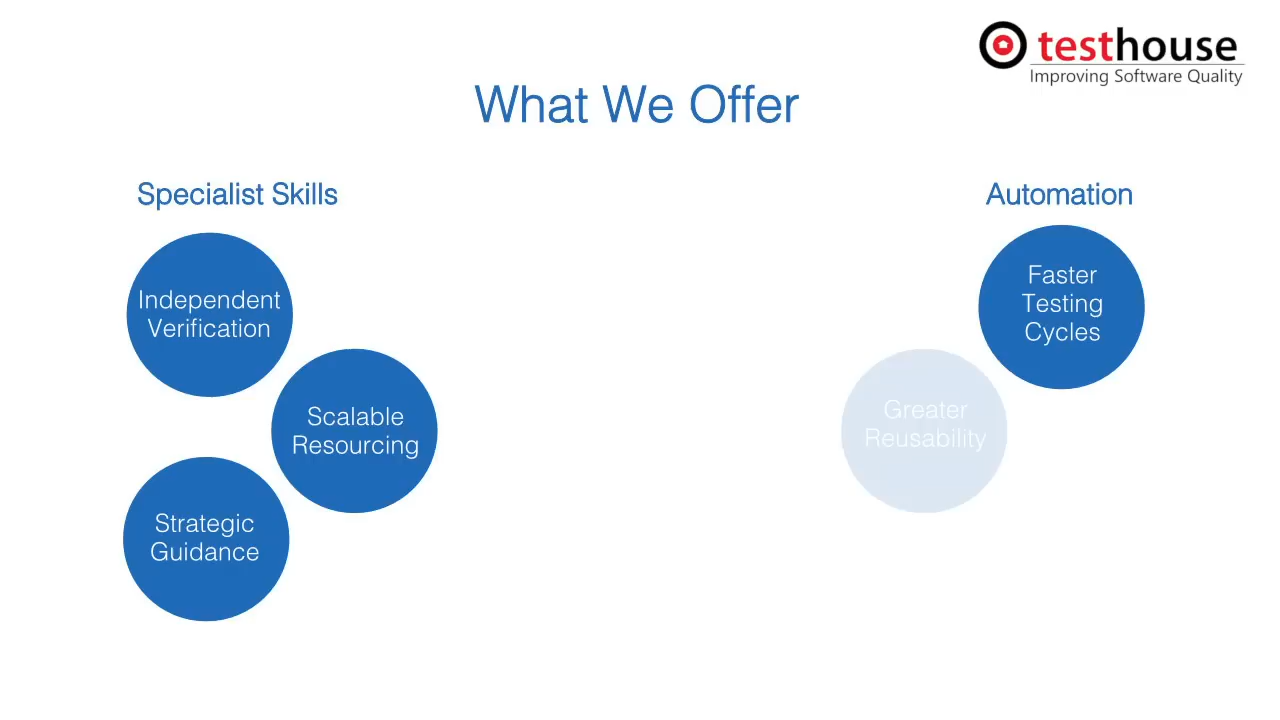 testhouse
Improving Software Quality
What We Offer
Specialist Skills
Independent
Verification
Scalable
Resourcing
Strategic
Guidance
Automation
Faster
Testing
Cycles
Greater
Reusability